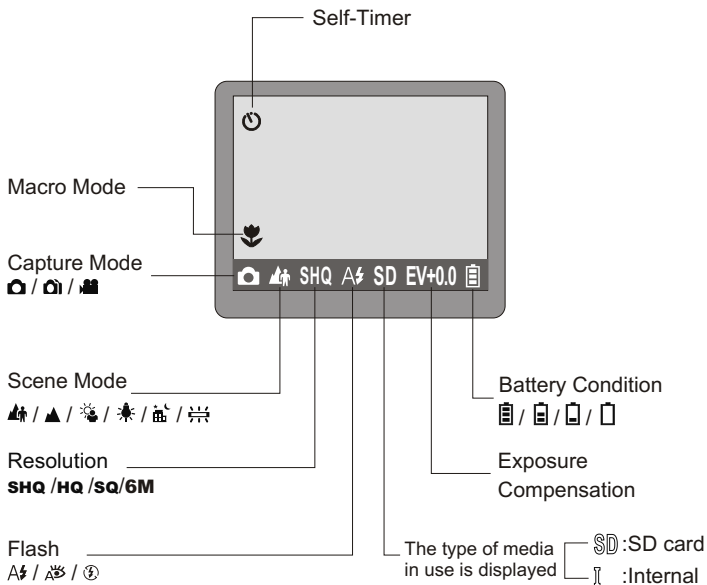 Self-Timer
Macro Mode
Capture Mode
/ /
SHQ A SD EV+0.0
Scene Mode
/ / / / /
Battery Condition
/ / /
Resolution
SHQ /HQ /SQ/6M
Exposure
Compensation
Flash
A / A /
The type of media
in use is displayed
SD :SD card
I :Internal